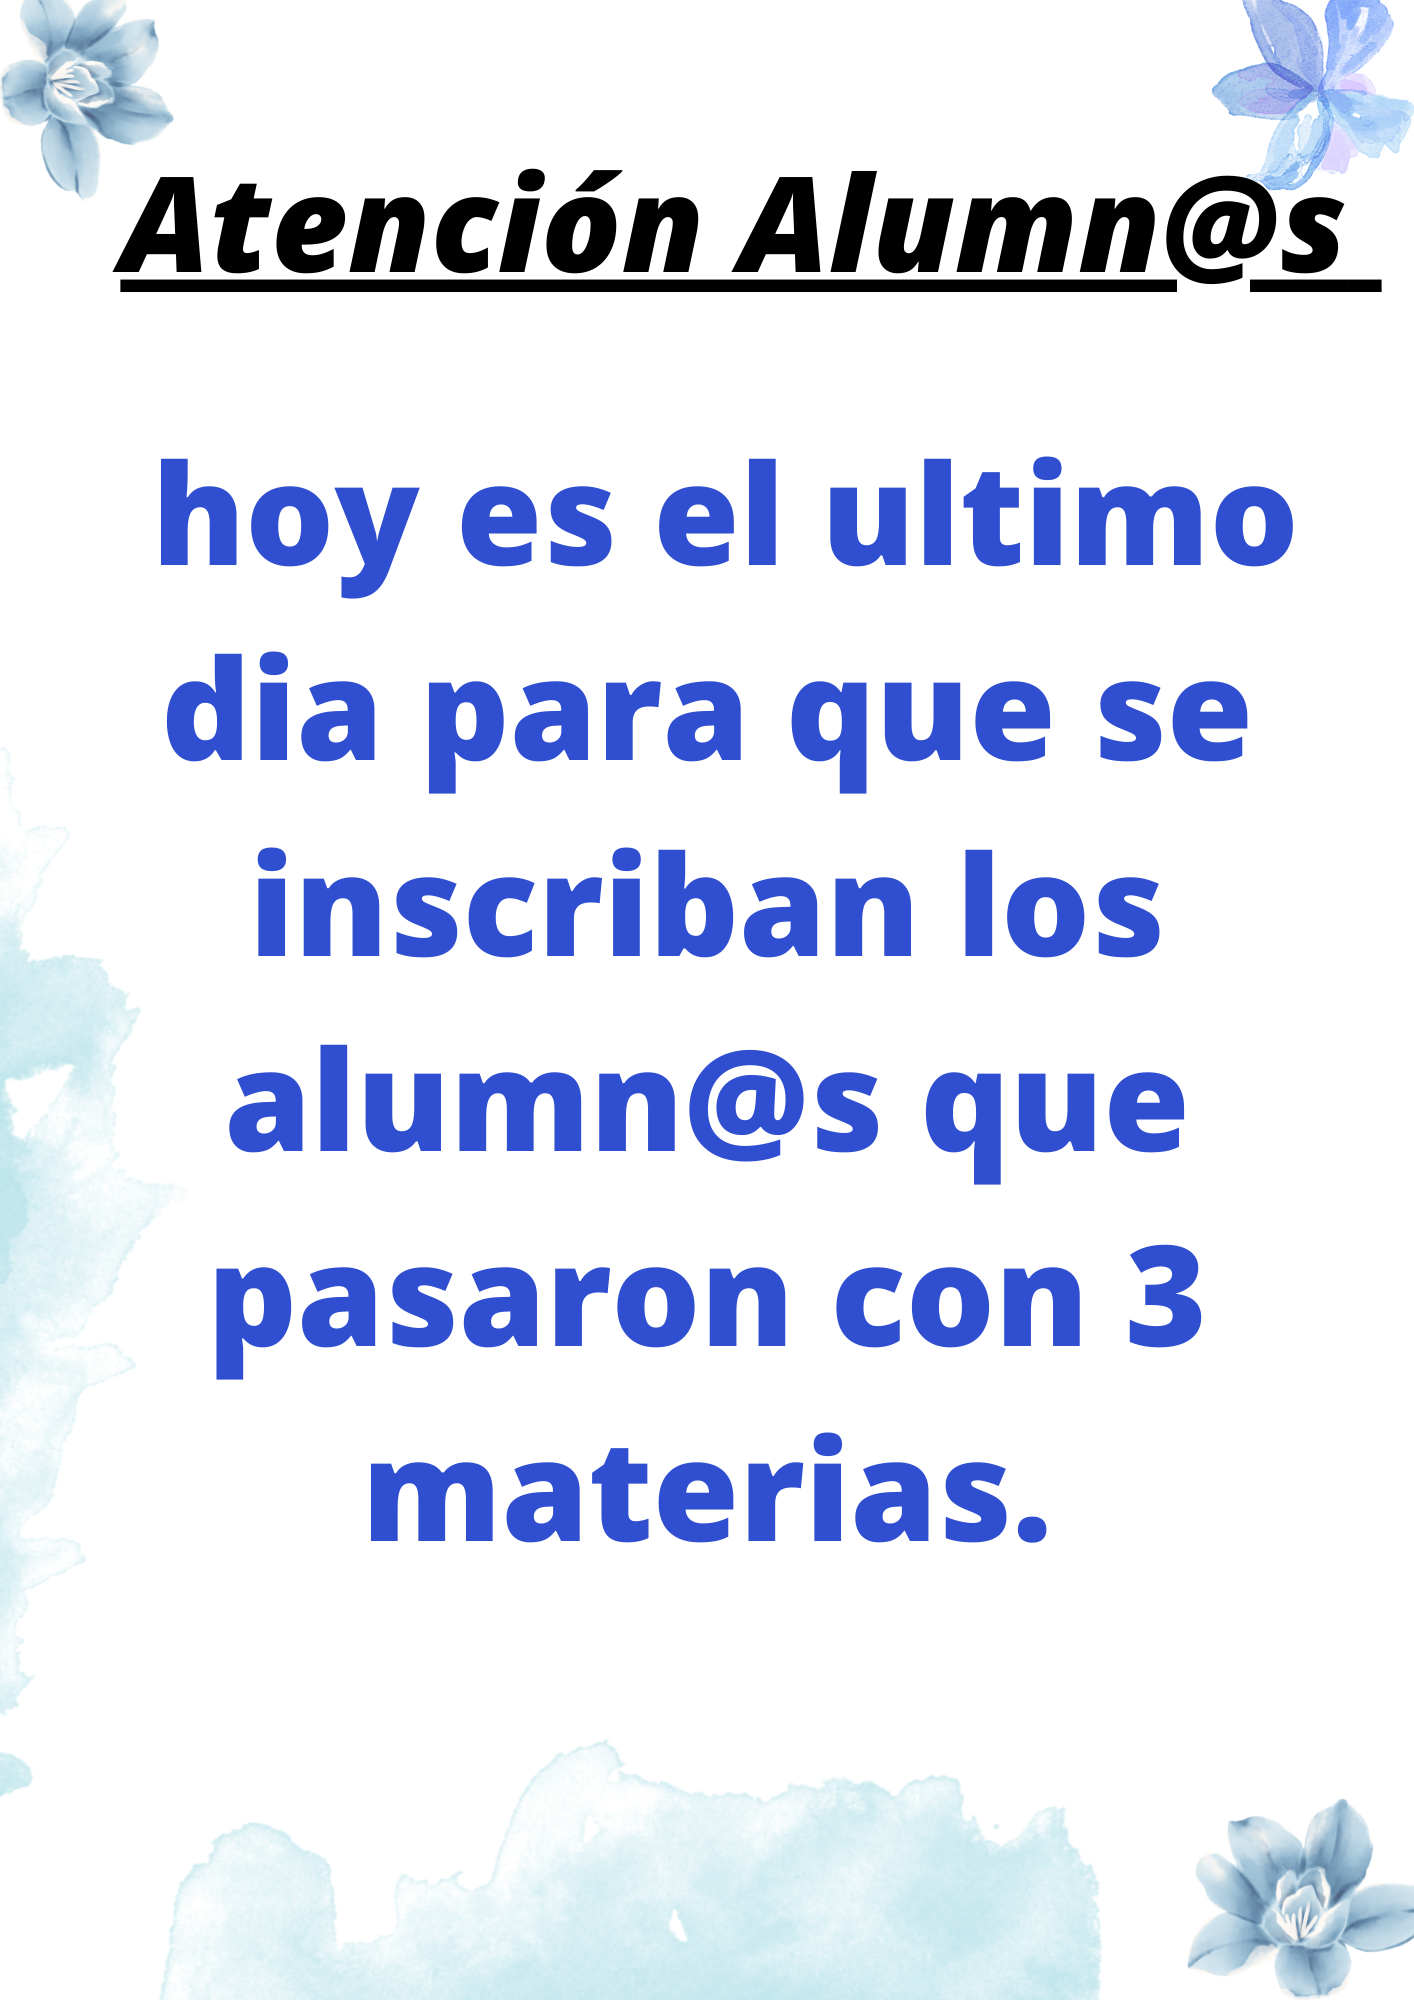 Atención Alumn@s
hoy es el ultimo
dia para que se
inscriban los
alumn@s que
pasaron con 3
materias.